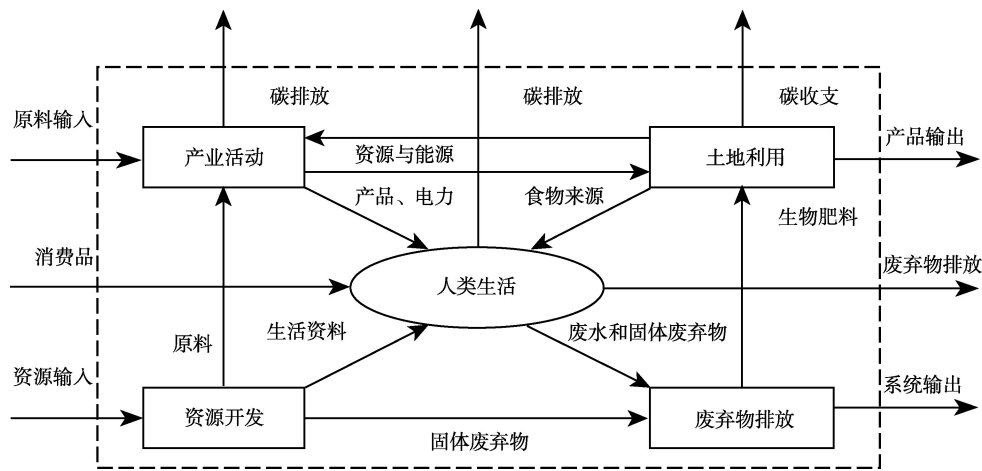 碳排放
碳排放
碳收支
原料输入
产业活动
资源与能源
土地利用
产品输出
产品、电力
食物来源
生物肥料
消费品
人类生活
废弃物排放
原料
生活资料
废水和固体废弃物
资源输入
资源开发
固体废弃物
废弃物排放
系统输出